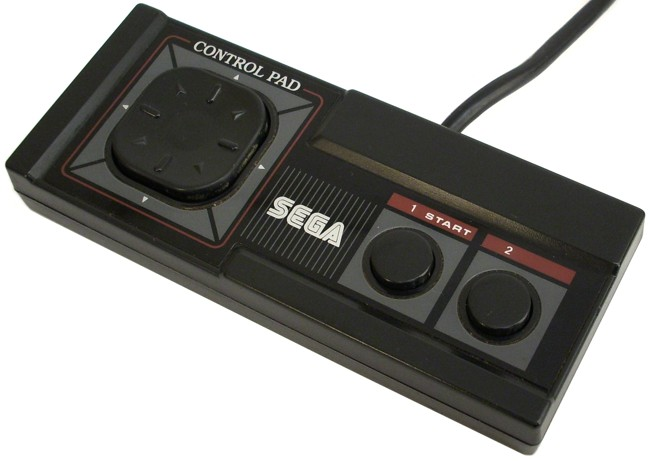 CONTROL PAD
SEGA
1 START
2